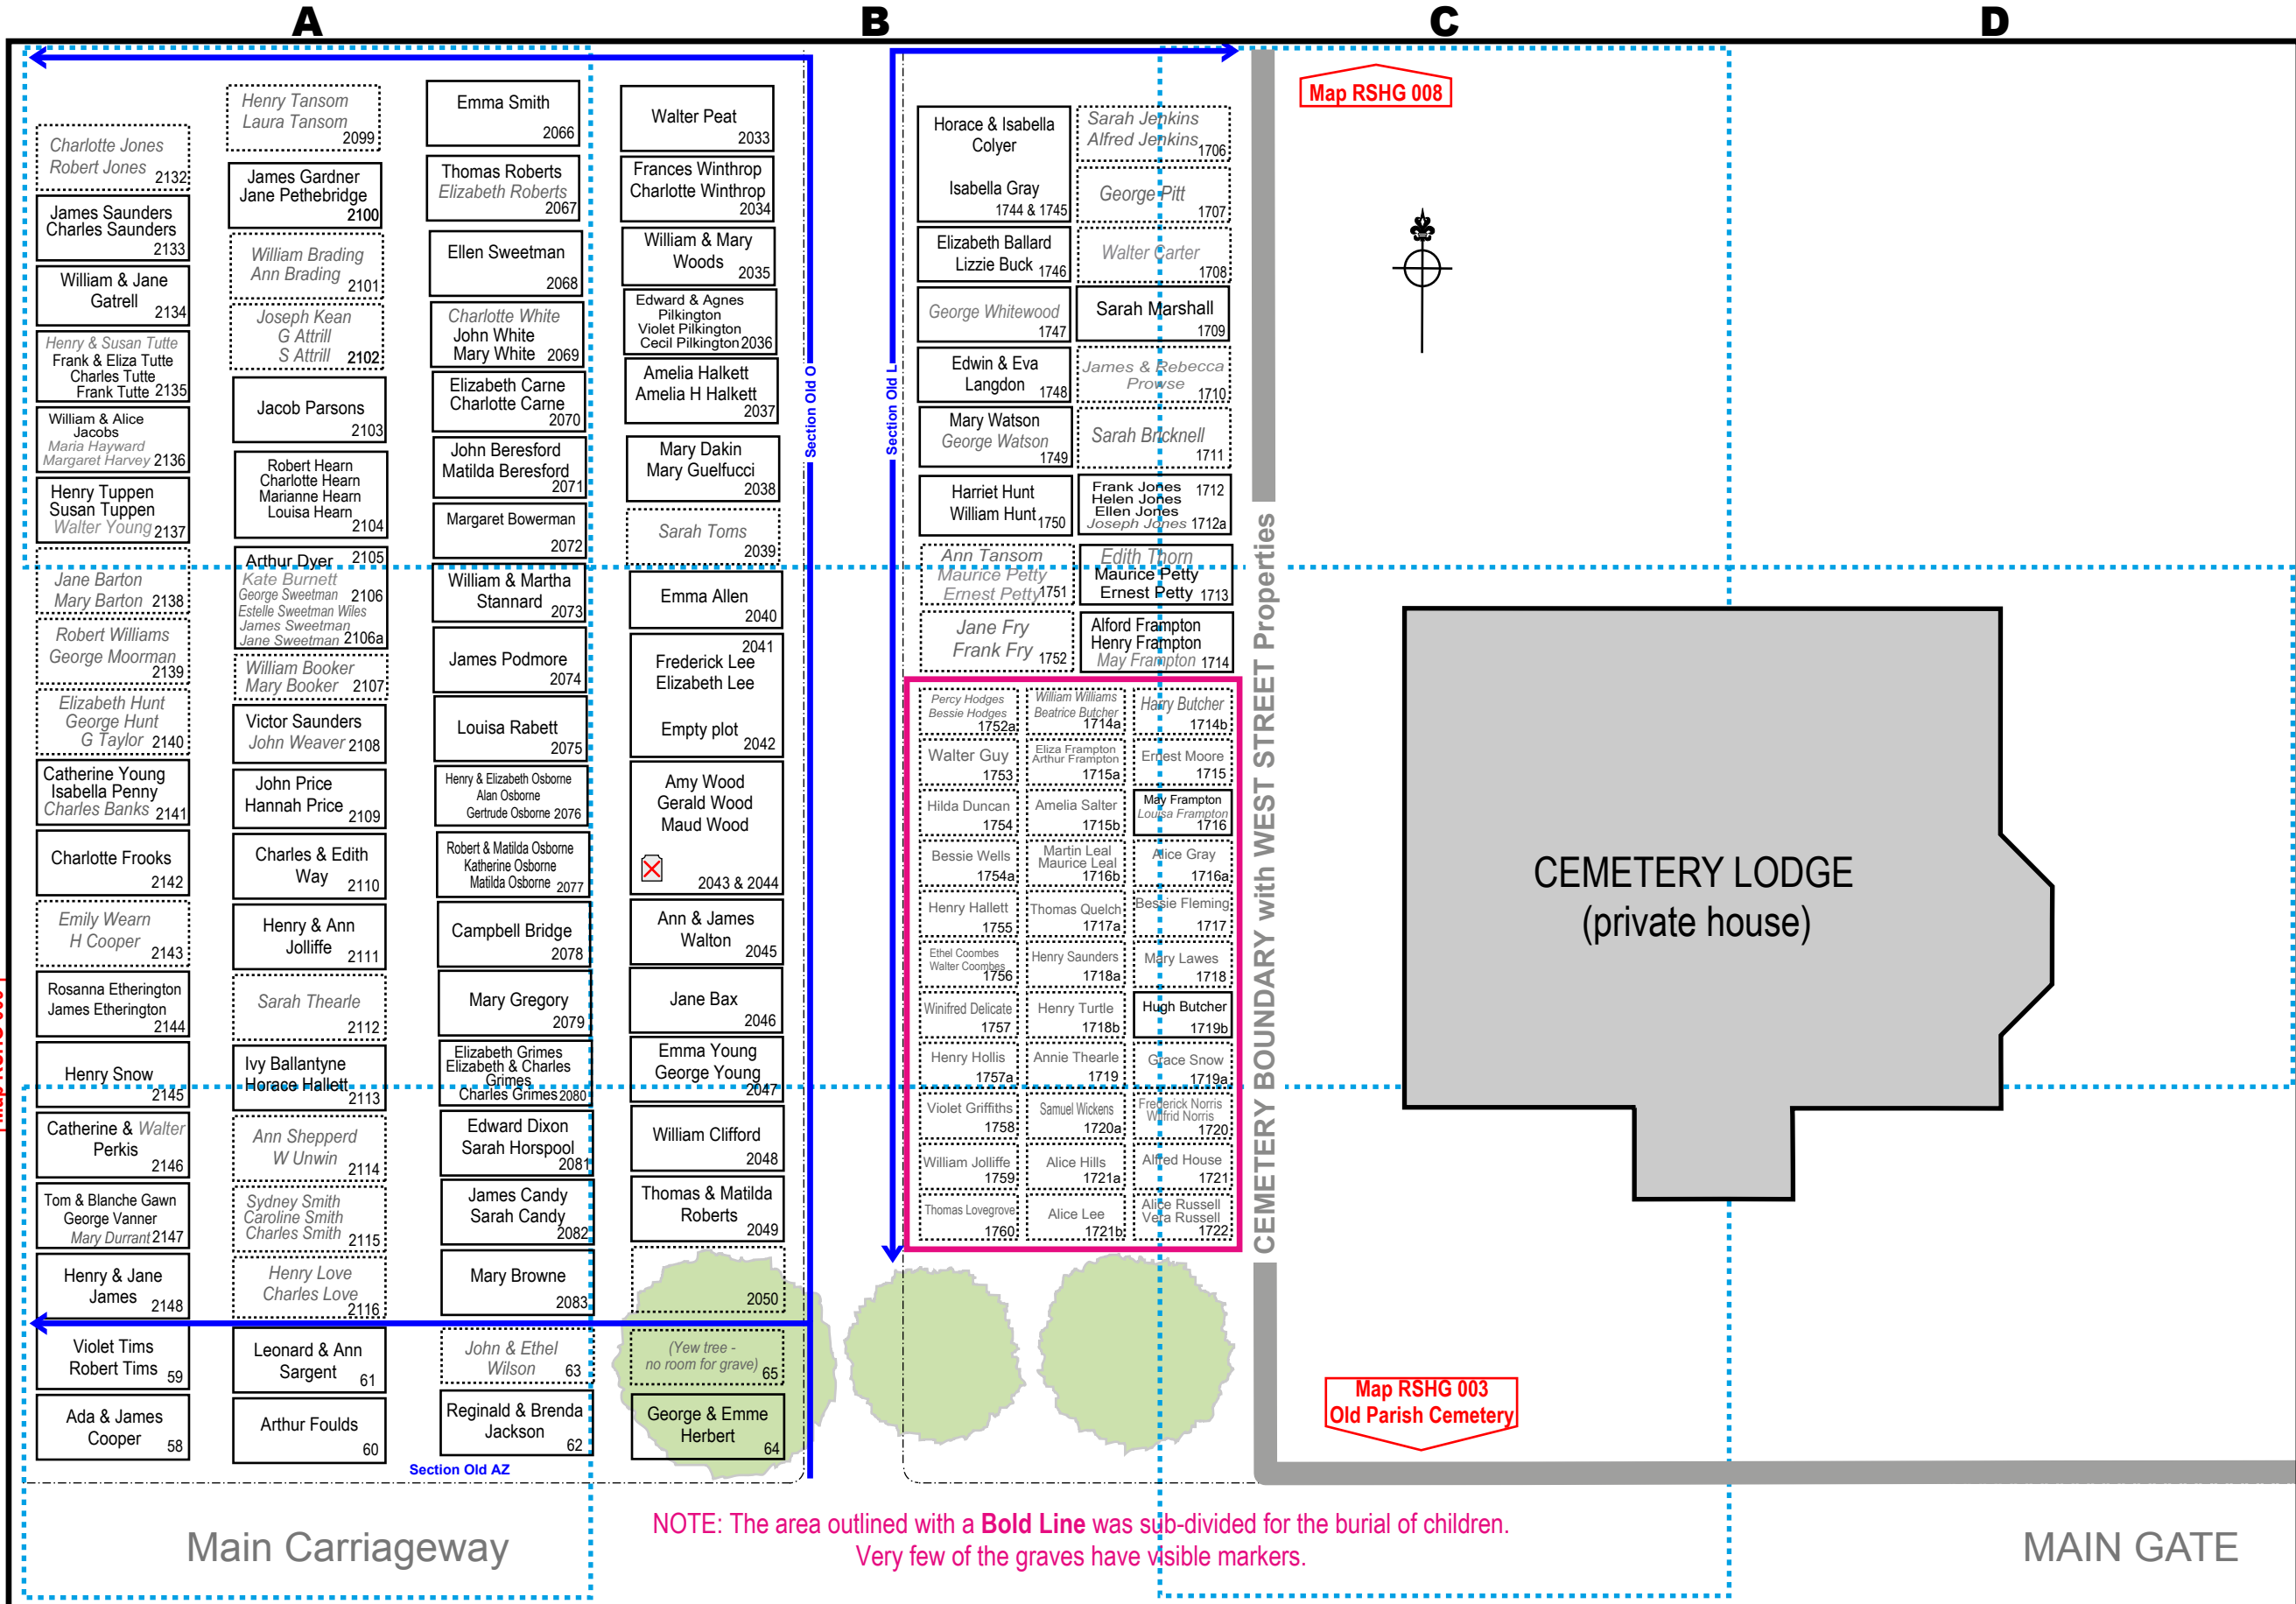 A
B
C
D
Charlotte Jones
Robert Jones
2132
James Saunders
Charles Saunders
2133
William & Jane
Gatrell
2134
Henry & Susan Tutte
Frank & Eliza Tutte
Charles Tutte
Frank Tutte 2135
William & Alice
Jacobs
Maria Hayward
Margaret Harvey 2136
Henry Tuppen
Susan Tuppen
Walter Young 2137
Jane Barton
Mary Barton 2138
Robert Williams
George Moorman
2139
Elizabeth Hunt
George Hunt
G Taylor 2140
Catherine Young
Isabella Penny
Charles Banks 2141
Charlotte Frooks
2142
Emily Wearn
H Cooper
2143
Rosanna Etherington
James Etherington
2144
Henry Snow
2145
Catherine & Walter
Perkis
2146
Tom & Blanche Gawn
George Vanner
Mary Durrant 2147
Henry & Jane
James
2148
Violet Tims
Robert Tims
59
Ada & James
Cooper
58
Henry Tansom
Laura Tansom
2099
James Gardner
Jane Pethebridge
2100
William Brading
Ann Brading
2101
Joseph Kean
G Attrill
S Attrill 2102
Jacob Parsons
2103
Robert Hearn
Charlotte Hearn
Marianne Hearn
Louisa Hearn
2104
Arthur Dyer 2105
Kate Burnett
George Sweetman 2106
Estelle Sweetman Wiles
James Sweetman
Jane Sweetman 2106a
William Booker
Mary Booker 2107
Victor Saunders
John Weaver 2108
John Price
Hannah Price
2109
Charles & Edith
Way
2110
Henry & Ann
Jolliffe
2111
Sarah Thearle
2112
Ivy Ballantyne
Horace Hallett
2113
Ann Shepperd
W Unwin
2114
Sydney Smith
Caroline Smith
Charles Smith
2115
Henry Love
Charles Love
2116
Leonard & Ann
Sargent
61
Arthur Foulds
60
Emma Smith
2066
Thomas Roberts
Elizabeth Roberts
2067
Ellen Sweetman
2068
Charlotte White
John White
Mary White 2069
Elizabeth Carne
Charlotte Carne
2070
John Beresford
Matilda Beresford
2071
Margaret Bowerman
2072
William & Martha
Stannard
2073
James Podmore
2074
Louisa Rabett
2075
Henry & Elizabeth Osborne
Alan Osborne
Gertrude Osborne 2076
Robert & Matilda Osborne
Katherine Osborne
Matilda Osborne 2077
Campbell Bridge
2078
Mary Gregory
2079
Elizabeth Grimes
Elizabeth & Charles
Grimes
Charles Grimes 2080
Edward Dixon
Sarah Horspool
2081
James Candy
Sarah Candy
2082
Mary Browne
2083
John & Ethel
Wilson 63
Reginald & Brenda
Jackson
62
Section Old AZ
Walter Peat
2033
Frances Winthrop
Charlotte Winthrop
2034
William & Mary
Woods
2035
Edward & Agnes
Pilkington
Violet Pilkington
Cecil Pilkington 2036
Amelia Halkett
Amelia H Halkett
2037
Mary Dakin
Mary Guelfucci
2038
Sarah Toms
2039
Emma Allen
2040
2041
Frederick Lee
Elizabeth Lee
Empty plot
2042
Amy Wood
Gerald Wood
Maud Wood
2043 & 2044
Ann & James
Walton
2045
Jane Bax
2046
Emma Young
George Young
2047
William Clifford
2048
Thomas & Matilda
Roberts
2049
2050
(Yew tree -
no room for grave)
65
George & Emme
Herbert
64
Section Old O
Section Old L
Horace & Isabella
Colyer
Isabella Gray
1744 & 1745
Elizabeth Ballard
Lizzie Buck 1746
George Whitewood
1747
Edwin & Eva
Langdon
1748
Mary Watson
George Watson
1749
Harriet Hunt
William Hunt 1750
Ann Tansom
Maurice Petty
Ernest Petty 1751
Jane Fry
Frank Fry 1752
Sarah Jenkins
Alfred Jenkins 1706
George Pitt
1707
Walter Carter
1708
Sarah Marshall
1709
James & Rebecca
Prowse
1710
Sarah Bricknell
1711
Frank Jones 1712
Helen Jones
Ellen Jones
Joseph Jones 1712a
Edith Thorn
Maurice Petty
Ernest Petty 1713
Alford Frampton
Henry Frampton
May Frampton 1714
Percy Hodges
Bessie Hodges
1752a
William Williams
Beatrice Butcher
1714a
Harry Butcher
1714b
Walter Guy
1753
Eliza Frampton
Arthur Frampton
1715a
Ernest Moore
1715
Hilda Duncan
1754
Amelia Salter
1715b
May Frampton
Louisa Frampton
1716
Bessie Wells
1754a
Martin Leal
Maurice Leal
1716b
Alice Gray
1716a
Henry Hallett
1755
Thomas Quelch
1717a
Bessie Fleming
1717
Ethel Coombes
Walter Coombes
1756
Henry Saunders
1718a
Mary Lawes
1718
Winifred Delicate
1757
Henry Turtle
1718b
Hugh Butcher
1719b
Henry Hollis
1757a
Annie Thearle
1719
Grace Snow
1719a
Violet Griffiths
1758
Samuel Wickens
1720a
Frederick Norris
Wilfrid Norris
1720
William Jolliffe
1759
Alice Hills
1721a
Alfred House
1721
Thomas Lovegrove
1760
Alice Lee
1721b
Alice Russell
Vera Russell
1722
CEMETERY BOUNDARY with WEST STREET Properties
Map RSHG 008
CEMETERY LODGE
(private house)
Map RSHG 003
Old Parish Cemetery
Main Carriageway
NOTE: The area outlined with a Bold Line was sub-divided for the burial of children.
Very few of the graves have visible markers.
MAIN GATE